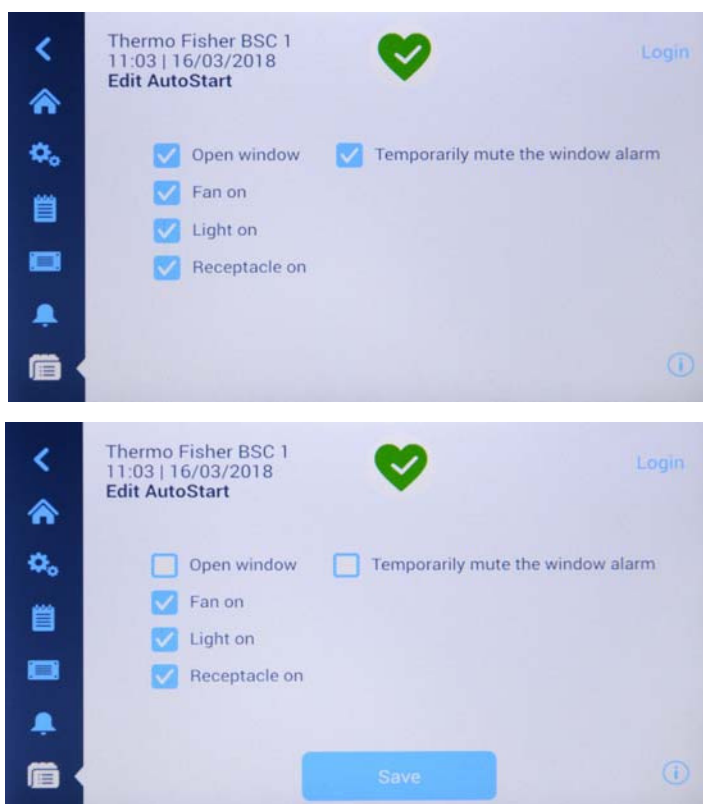 Thermo Fisher BSC 1
11:03 | 16/03/2018
Login
Edit AutoStart
Open window
Temporarily mute the window alarm
Fan on
Light on
Receptacle on
i
Thermo Fisher BSC 1
11:03 | 16/03/2018
Login
Edit AutoStart
Open window
Temporarily mute the window alarm
Fan on
Light on
Receptacle on
Save
i